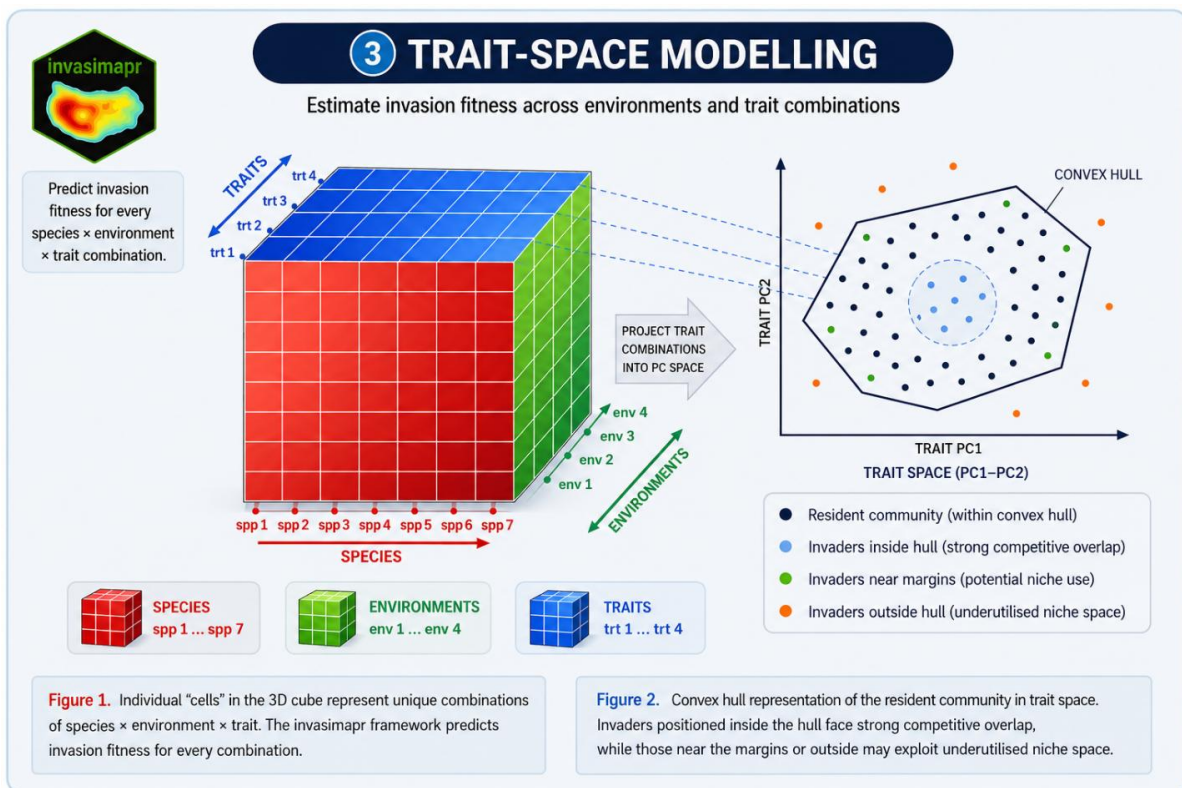 invasimapr
3 TRAIT-SPACE MODELLING
Estimate invasion fitness across environments and trait combinations
Predict invasion
fitness for every
species × environment
× trait combination.
TRAITS
trt 4
trt 3
trt 2
trt 1
env 4
env 3
env 2
env 1
ENVIRONMENTS
spp 1 spp 2 spp 3 spp 4 spp 5 spp 6 spp 7
SPECIES
PROJECT TRAIT
COMBINATIONS
INTO PC SPACE
CONVEX HULL
TRAIT PC2
TRAIT PC1
TRAIT SPACE (PC1–PC2)
Resident community (within convex hull)
Invaders inside hull (strong competitive overlap)
Invaders near margins (potential niche use)
Invaders outside hull (underutilised niche space)
SPECIES
spp 1 ... spp 7
ENVIRONMENTS
env 1 ... env 4
TRAITS
trt 1 ... trt 4
Figure 1. Individual “cells” in the 3D cube represent unique combinations
of species × environment × trait. The invasimapr framework predicts
invasion fitness for every combination.
Figure 2. Convex hull representation of the resident community in trait space.
Invaders positioned inside the hull face strong competitive overlap,
while those near the margins or outside may exploit underutilised niche space.